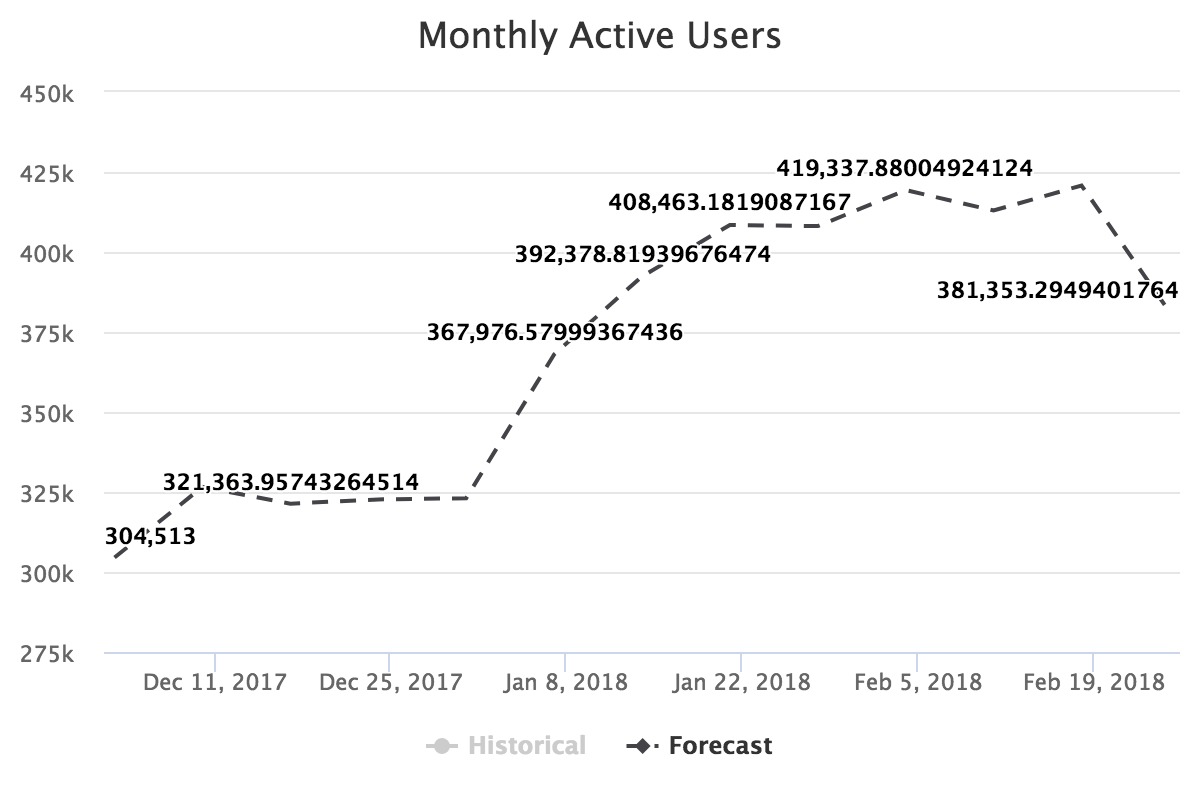 Monthly Active Users
450k
425k
400k
375k
350k
325k
300k
275k
419,337.88004924124
408,463.1819087167
392,378.81939676474
381,353.2949401764
367,976.57999367436
321,363.95743264514
304,513
Dec 11, 2017
Dec 25, 2017
Jan 8, 2018
Jan 22, 2018
Feb 5, 2018
Feb 19, 2018
Historical
Forecast